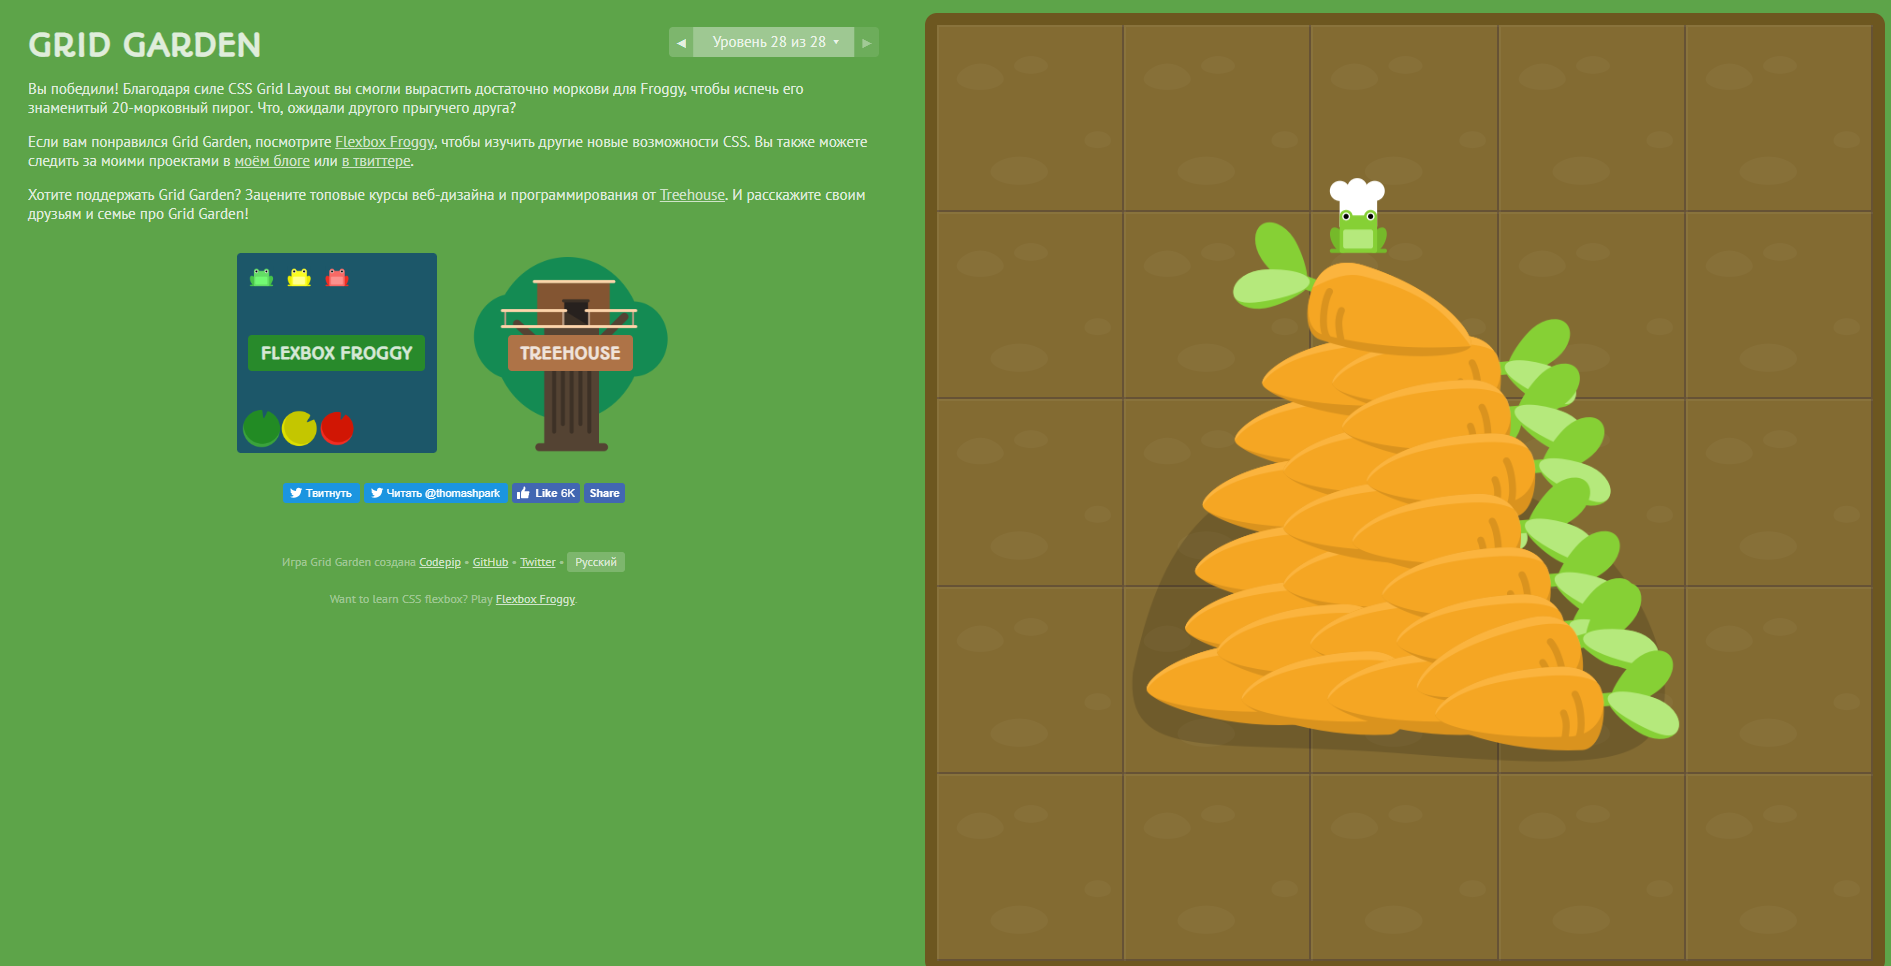 GRID GARDEN
◀ Уровень 28 из 28 ▾ ▶
Вы победили! Благодаря силе CSS Grid Layout вы смогли вырастить достаточно моркови для Froggy, чтобы испечь его
знаменитый 20-морковный пирог. Что, ожидали другого прыгучего друга?
Если вам понравился Grid Garden, посмотрите Flexbox Froggy, чтобы изучить другие новые возможности CSS. Вы также можете
следить за моими проектами в моём блоге или в твиттере.
Хотите поддержать Grid Garden? Зацените топовые курсы веб-дизайна и программирования от Treehouse. И расскажите своим
друзьям и семье про Grid Garden!
FLEXBOX FROGGY
TREEHOUSE
Твитнуть Читать @thomashpark Like 6K Share
Игра Grid Garden создана Codepip • GitHub • Twitter • Русский
Want to learn CSS flexbox? Play Flexbox Froggy.